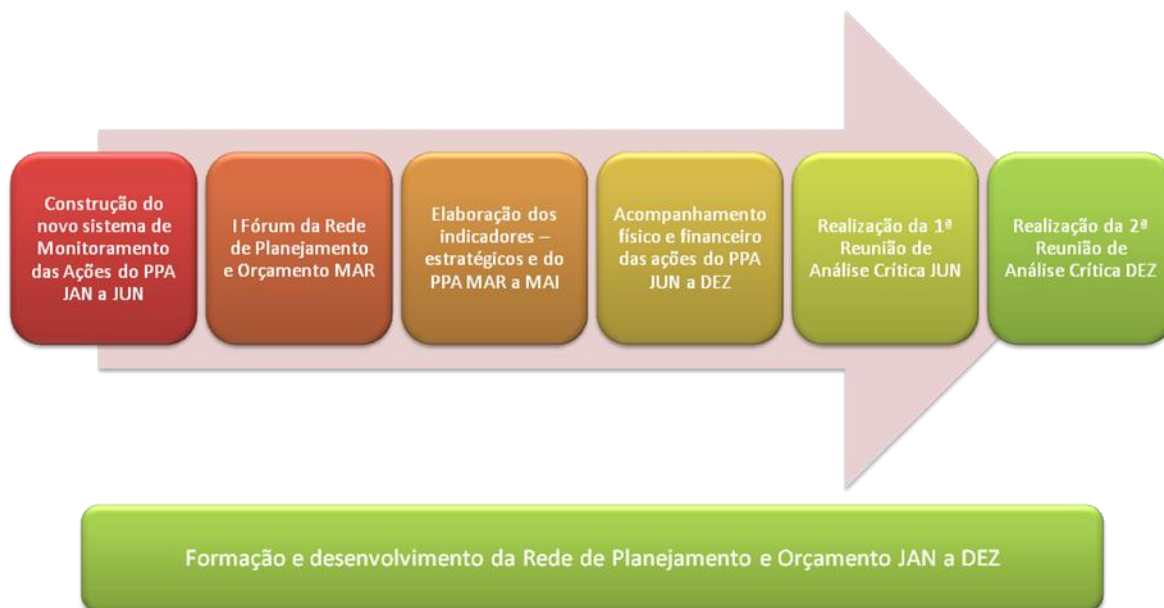 Construção do
novo sistema de
Monitoramento
das Ações do PPA
JAN a JUN
I Fórum da Rede
de Planejamento
e Orçamento MAR
Elaboração dos
indicadores –
estratégicos e do
PPA MAR a MAI
Acompanhamento
físico e financeiro
das ações do PPA
JUN a DEZ
Realização da 1ª
Reunião de
Análise Crítica JUN
Realização da 2ª
Reunião de
Análise Crítica DEZ
Formação e desenvolvimento da Rede de Planejamento e Orçamento JAN a DEZ